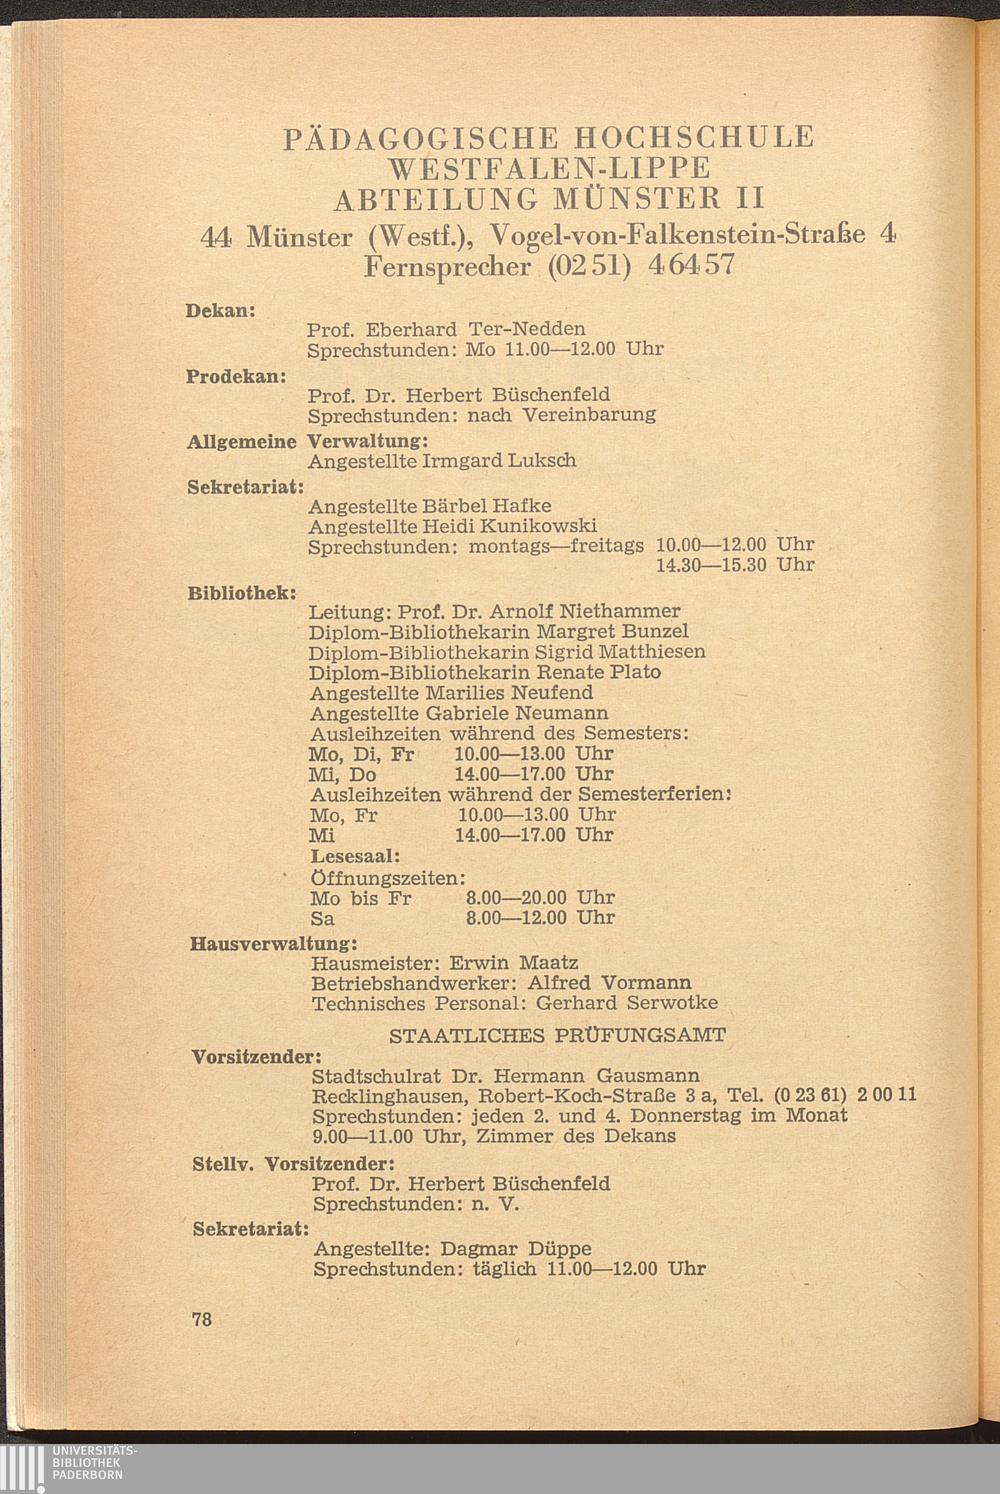 PÄDAGOGISCHE HOCHSCHULE
WESTFALEN-LIPPE
ABTEILUNG MÜNSTER II
44 Münster (Westf.), Vogel-von-Falkenstein-Straße 4
Fernsprecher (02 51) 4 64 57
Dekan:
Prof. Eberhard Ter-Nedden
Sprechstunden: Mo 11.00—12.00 Uhr
Prodekan:
Prof. Dr. Herbert Büschenfeld
Sprechstunden: nach Vereinbarung
Allgemeine Verwaltung:
Angestellte Irmgard Luksch
Sekretariat:
Angestellte Bärbel Hafke
Angestellte Heidi Kunikowski
Sprechstunden: montags—freitags 10.00—12.00 Uhr
14.30—15.30 Uhr
Bibliothek:
Leitung: Prof. Dr. Arnolf Niethammer
Diplom-Bibliothekarin Margret Bunzel
Diplom-Bibliothekarin Sigrid Matthiesen
Diplom-Bibliothekarin Renate Plato
Angestellte Marilies Neufend
Angestellte Gabriele Neumann
Ausleihzeiten während des Semesters:
Mo, Di, Fr 10.00—13.00 Uhr
Mi, Do 14.00—17.00 Uhr
Ausleihzeiten während der Semesterferien:
Mo, Fr 10.00—13.00 Uhr
Mi 14.00—17.00 Uhr
Lesesaal:
Öffnungszeiten:
Mo bis Fr 8.00—20.00 Uhr
Sa 8.00—12.00 Uhr
Hausverwaltung:
Hausmeister: Erwin Maatz
Betriebshandwerker: Alfred Vormann
Technisches Personal: Gerhard Serwotke
STAATLICHES PRÜFUNGSAMT
Vorsitzender:
Stadtschulrat Dr. Hermann Gausmann
Recklinghausen, Robert-Koch-Straße 3 a, Tel. (0 23 61) 2 00 11
Sprechstunden: jeden 2. und 4. Donnerstag im Monat
9.00—11.00 Uhr, Zimmer des Dekans
Stellv. Vorsitzender:
Prof. Dr. Herbert Büschenfeld
Sprechstunden: n. V.
Sekretariat:
Angestellte: Dagmar Düppe
Sprechstunden: täglich 11.00—12.00 Uhr
78
UNIVERSITÄTS-
BIBLIOTHEK
PADERBORN